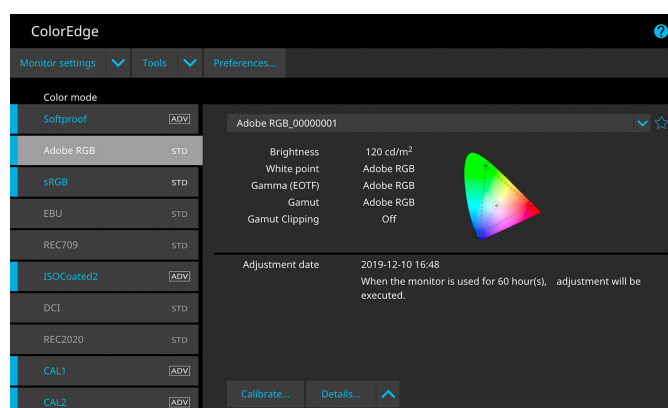 ColorEdge
Monitor settings Tools Preferences...
Color mode
Softproof ADV
Adobe RGB STD
sRGB STD
EBU STD
REC709 STD
ISOCoated2 ADV
DCI STD
REC2020 STD
CAL1 ADV
CAL2 ADV
Adobe RGB_00000001
Brightness 120 cd/m²
White point Adobe RGB
Gamma (EOTF) Adobe RGB
Gamut Adobe RGB
Gamut Clipping Off
Adjustment date 2019-12-10 16:48
When the monitor is used for 60 hour(s), adjustment will be
executed.
Calibrate... Details...